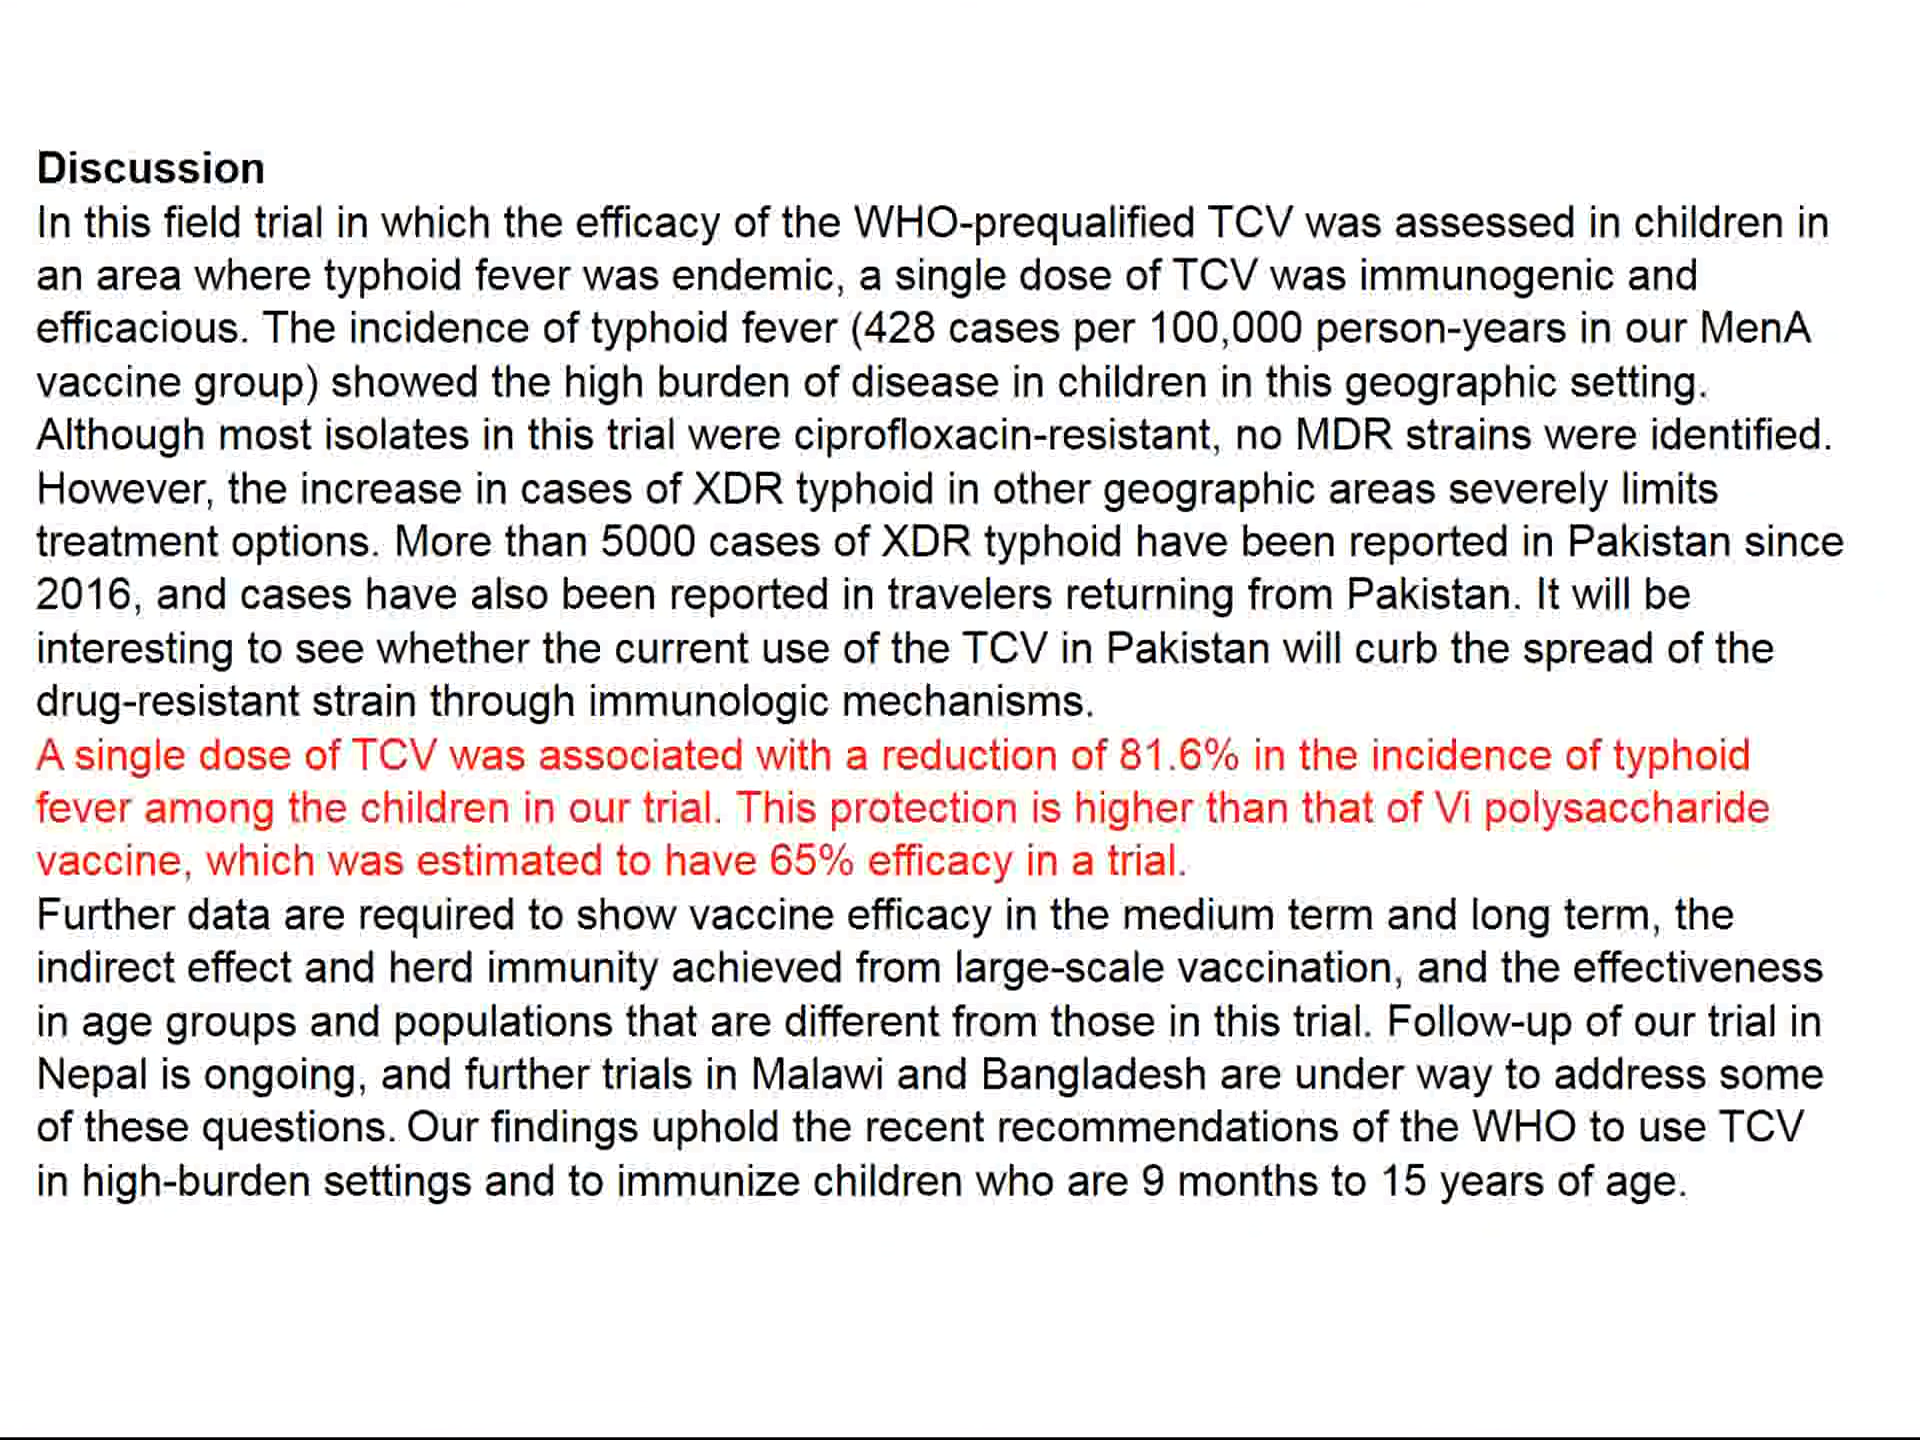 Discussion
In this field trial in which the efficacy of the WHO-prequalified TCV was assessed in children in
an area where typhoid fever was endemic, a single dose of TCV was immunogenic and
efficacious. The incidence of typhoid fever (428 cases per 100,000 person-years in our MenA
vaccine group) showed the high burden of disease in children in this geographic setting.
Although most isolates in this trial were ciprofloxacin-resistant, no MDR strains were identified.
However, the increase in cases of XDR typhoid in other geographic areas severely limits
treatment options. More than 5000 cases of XDR typhoid have been reported in Pakistan since
2016, and cases have also been reported in travelers returning from Pakistan. It will be
interesting to see whether the current use of the TCV in Pakistan will curb the spread of the
drug-resistant strain through immunologic mechanisms.
A single dose of TCV was associated with a reduction of 81.6% in the incidence of typhoid
fever among the children in our trial. This protection is higher than that of Vi polysaccharide
vaccine, which was estimated to have 65% efficacy in a trial.
Further data are required to show vaccine efficacy in the medium term and long term, the
indirect effect and herd immunity achieved from large-scale vaccination, and the effectiveness
in age groups and populations that are different from those in this trial. Follow-up of our trial in
Nepal is ongoing, and further trials in Malawi and Bangladesh are under way to address some
of these questions. Our findings uphold the recent recommendations of the WHO to use TCV
in high-burden settings and to immunize children who are 9 months to 15 years of age.